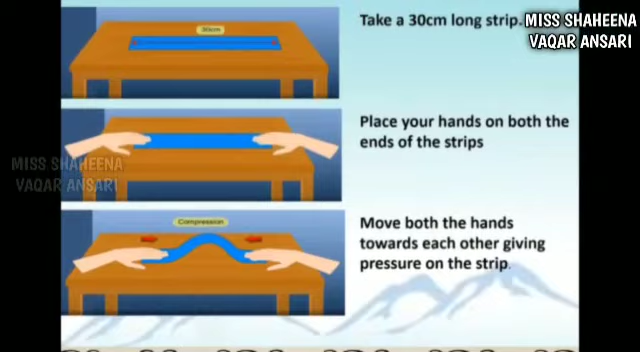 30cm
Take a 30cm long strip.
MISS SHAHEENA
VAQAR ANSARI
Place your hands on both the
ends of the strips
MISS SHAHEENA
VAQAR ANSARI
Compression
Move both the hands
towards each other giving
pressure on the strip.